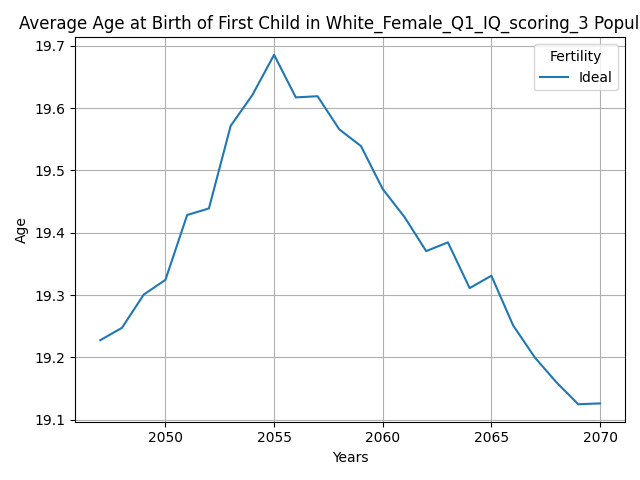 Average Age at Birth of First Child in White_Female_Q1_IQ_scoring_3 Popul
19.7
19.6
19.5
19.4
19.3
19.2
19.1
Age
Fertility
Ideal
2050 2055 2060 2065 2070
Years